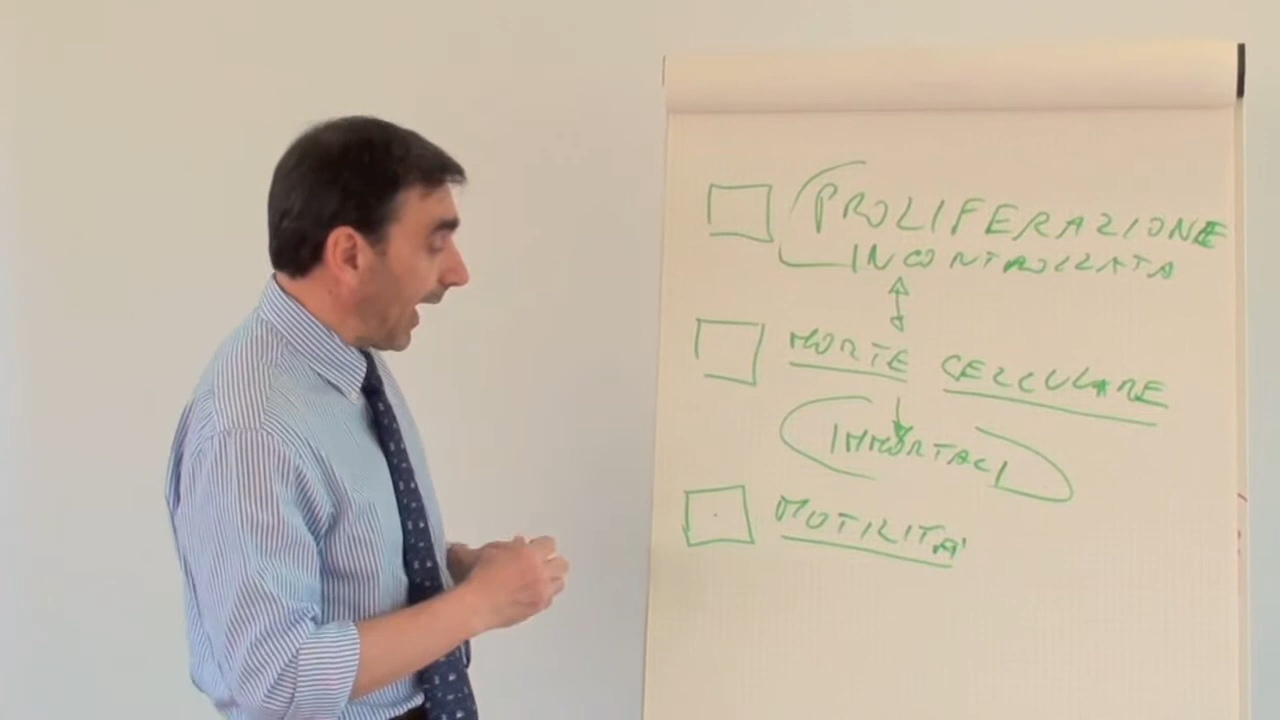 PROLIFERAZIONE
INCONTROLLATA
MORTE CELLULARE
IMMORTALI
MOTILITA'